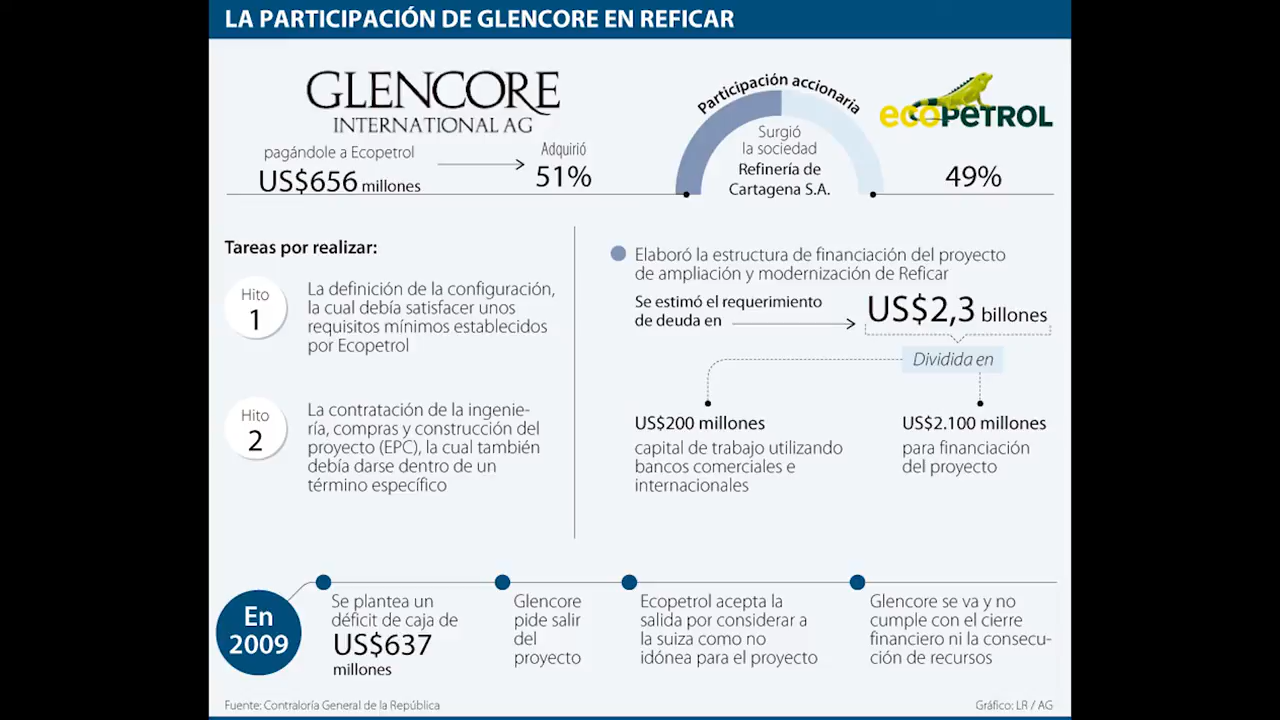 LA PARTICIPACIÓN DE GLENCORE EN REFICAR
GLENCORE
INTERNATIONAL AG
pagándole a Ecopetrol
US$656 millones
Adquirió
51%
Participación accionaria
Surgió
la sociedad
Refinería de
Cartagena S.A.
ecoPETROL
49%
Tareas por realizar:
Hito
1
La definición de la configuración,
la cual debía satisfacer unos
requisitos mínimos establecidos
por Ecopetrol
Hito
2
La contratación de la ingenie-
ría, compras y construcción del
proyecto (EPC), la cual también
debía darse dentro de un
término específico
Elaboró la estructura de financiación del proyecto
de ampliación y modernización de Reficar
Se estimó el requerimiento
de deuda en
US$2,3 billones
Dividida en
US$200 millones
capital de trabajo utilizando
bancos comerciales e
internacionales
US$2.100 millones
para financiación
del proyecto
En
2009
Se plantea un
déficit de caja de
US$637
millones
Glencore
pide salir
del
proyecto
Ecopetrol acepta la
salida por considerar a
la suiza como no
idónea para el proyecto
Glencore se va y no
cumple con el cierre
financiero ni la consecu-
ción de recursos
Fuente: Contraloría General de la República
Gráfico: LR / AG